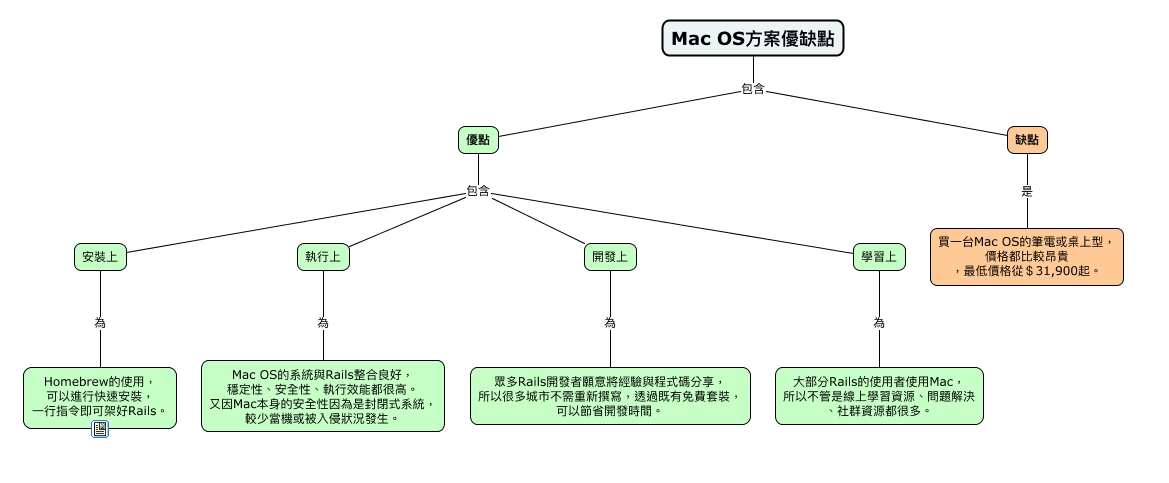 Mac OS方案優缺點
包含
優點
缺點
包含
是
安裝上
執行上
開發上
學習上
買一台Mac OS的筆電或桌上型，
價格都比較昂貴
，最低價格從＄31,900起。
為
為
為
為
Homebrew的使用，
可以進行快速安裝，
一行指令即可架好Rails。
Mac OS的系統與Rails整合良好，
穩定性、安全性、執行效能都很高。
又因Mac本身的安全性因為是封閉式系統，
較少當機或被入侵狀況發生。
眾多Rails開發者願意將經驗與程式碼分享，
所以很多城市不需重新撰寫，透過既有免費套裝，
可以節省開發時間。
大部分Rails的使用者使用Mac，
所以不管是線上學習資源、問題解決
、社群資源都很多。